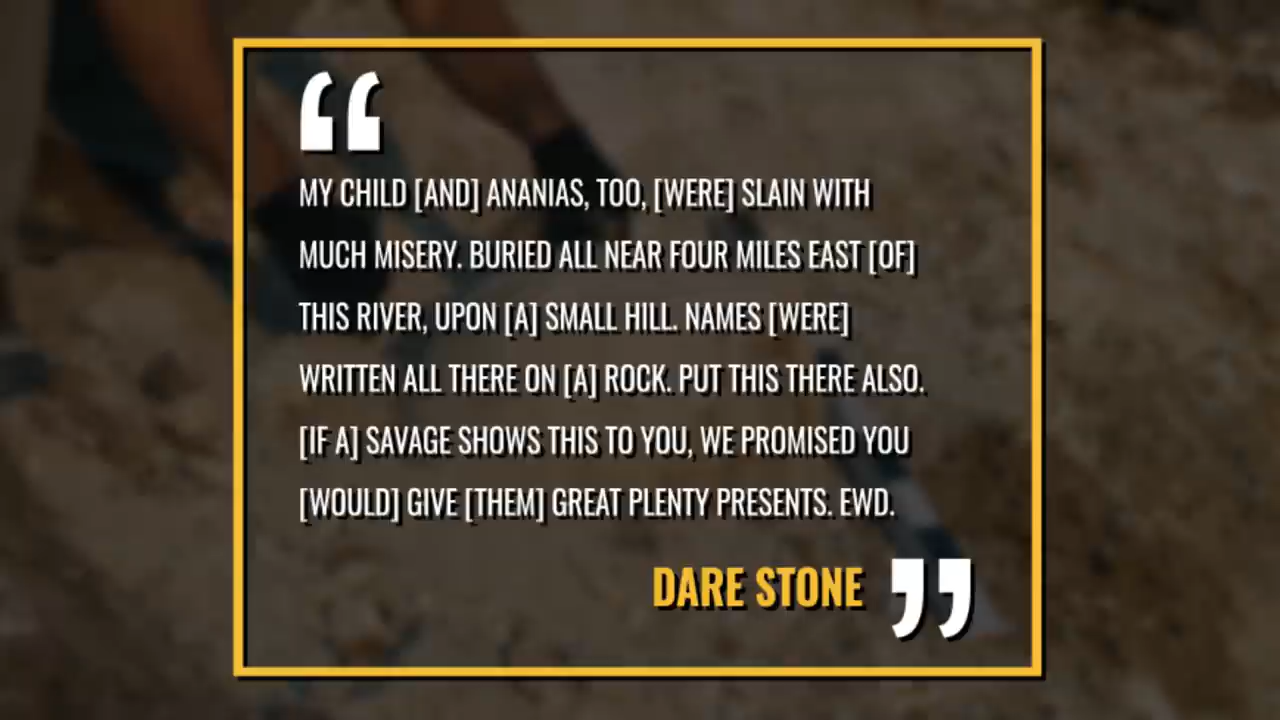 “
MY CHILD [AND] ANANIAS, TOO, [WERE] SLAIN WITH
MUCH MISERY. BURIED ALL NEAR FOUR MILES EAST [OF]
THIS RIVER, UPON [A] SMALL HILL. NAMES [WERE]
WRITTEN ALL THERE ON [A] ROCK. PUT THIS THERE ALSO.
[IF A] SAVAGE SHOWS THIS TO YOU, WE PROMISED YOU
[WOULD] GIVE [THEM] GREAT PLENTY PRESENTS. EWD.
DARE STONE ”